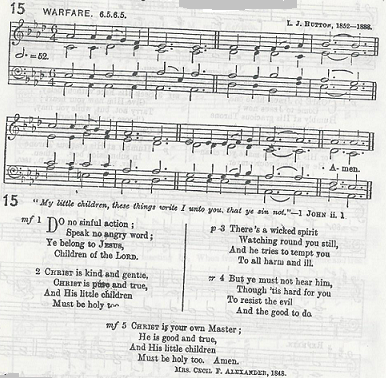 15 WARFARE. 6.5.6.5.
L. J. HUTTON, 1852—1888.
=52.
A-men.
15 "My little children, these things write I unto you, that ye sin not."—1 JOHN ii. 1
mf 1 DO no sinful action ;
Speak no angry word;
Ye belong to JESUS,
Children of the LORD.
2 CHRIST is kind and gentle,
CHRIST is pure and true,
And His little children
Must be holy
p 3 There's a wicked spirit
Watching round you still,
And he tries to tempt you
To all harm and ill.
4 But ye must not hear him,
Though 'tis hard for you
To resist the evil
And the good to do.
mf 5 CHRIST is your own Master ;
He is good and true,
And His little children
Must be holy too. Amen.
MRS. CECIL F. ALEXANDER, 1848.